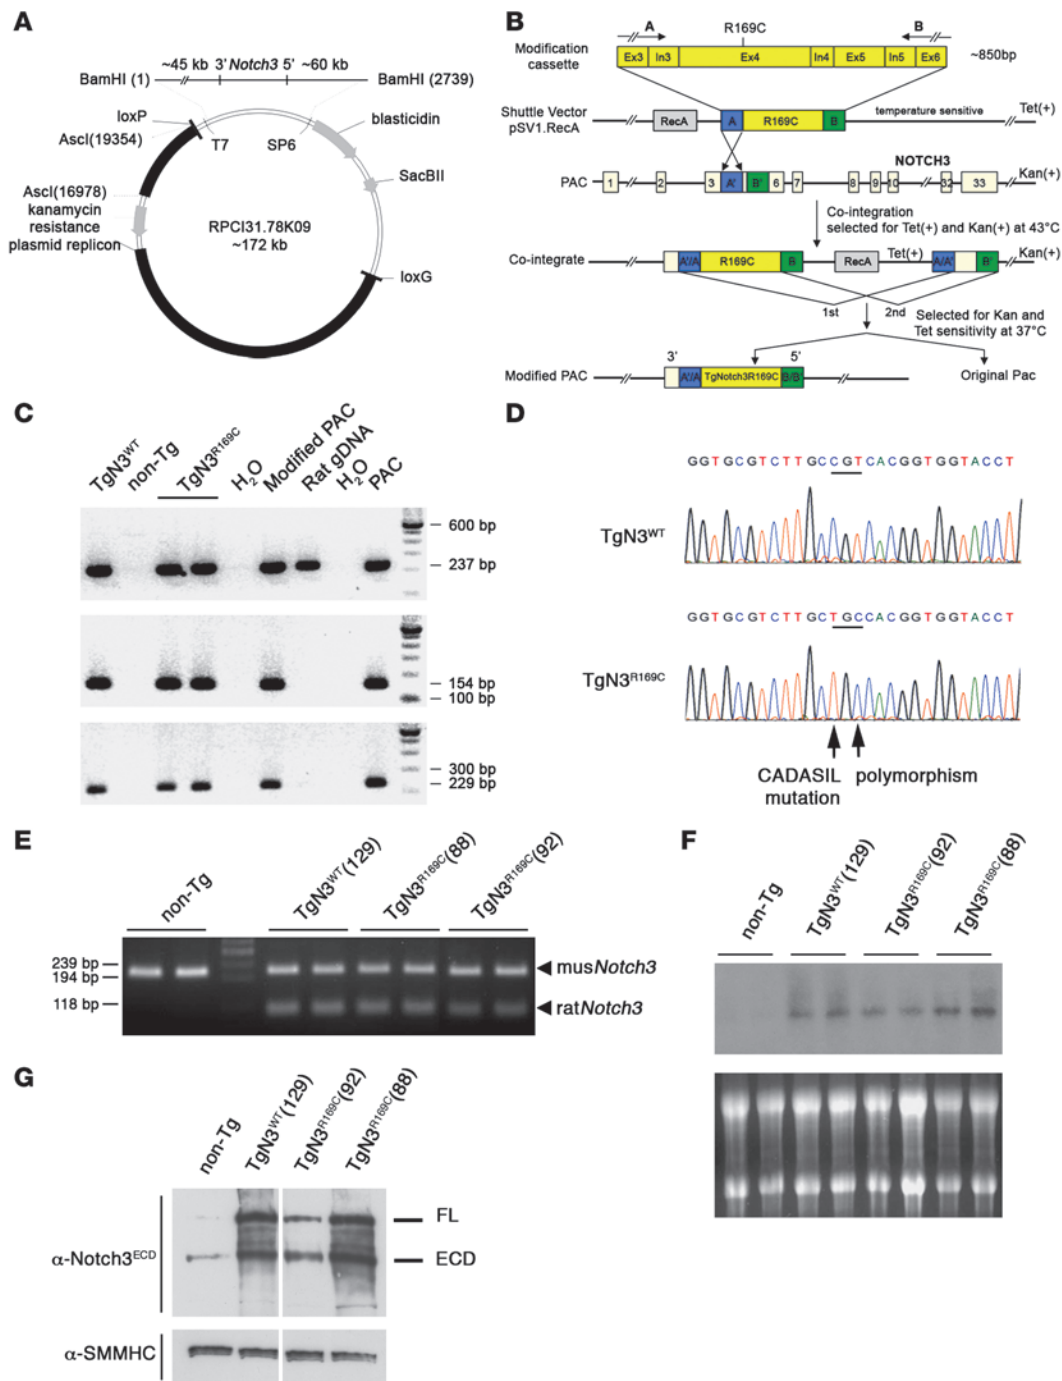 A
~45 kb 3' Notch3 5' ~60 kb
BamHI (1)
BamHI (2739)
loxP
AscI(19354)
T7
SP6
blasticidin
SacBII
AscI(16978)
kanamycin
resistance
plasmid replicon
RPCI31.78K09
~172 kb
loxG
B
A
R169C
B
Modification
cassette
Ex3 In3 Ex4 In4 Ex5 In5 Ex6
~850bp
Shuttle Vector
pSV1.RecA
RecA
A
R169C
B
temperature sensitive
Tet(+)
NOTCH3
PAC
1 2 3 A' B' 6 7 8 9 10 32 33
Kan(+)
Co-integration
selected for Tet(+) and Kan(+) at 43°C
Co-integrate
A'/A R169C B RecA Tet(+) A/A' B'
Kan(+)
1st
2nd
Selected for Kan and
Tet sensitivity at 37°C
3'
5'
Modified PAC
A'/A TgNotch3R169C B/B'
Original Pac
C
TgN3WT
non-Tg
TgN3R169C
H2O
Modified PAC
Rat gDNA
H2O
PAC
600 bp
237 bp
154 bp
100 bp
300 bp
229 bp
D
GGTGCGTCTTGCCGTCACGGTGGTACCT
TgN3WT
GGTGCGTCTTGCTGCCACGGTGGTACCT
TgN3R169C
CADASIL
mutation
polymorphism
E
non-Tg
TgN3WT(129)
TgN3R169C(88)
TgN3R169C(92)
239 bp
194 bp
118 bp
musNotch3
ratNotch3
F
non-Tg
TgN3WT(129)
TgN3R169C(92)
TgN3R169C(88)
G
non-Tg
TgN3WT(129)
TgN3R169C(92)
TgN3R169C(88)
α-Notch3ECD
FL
ECD
α-SMMHC